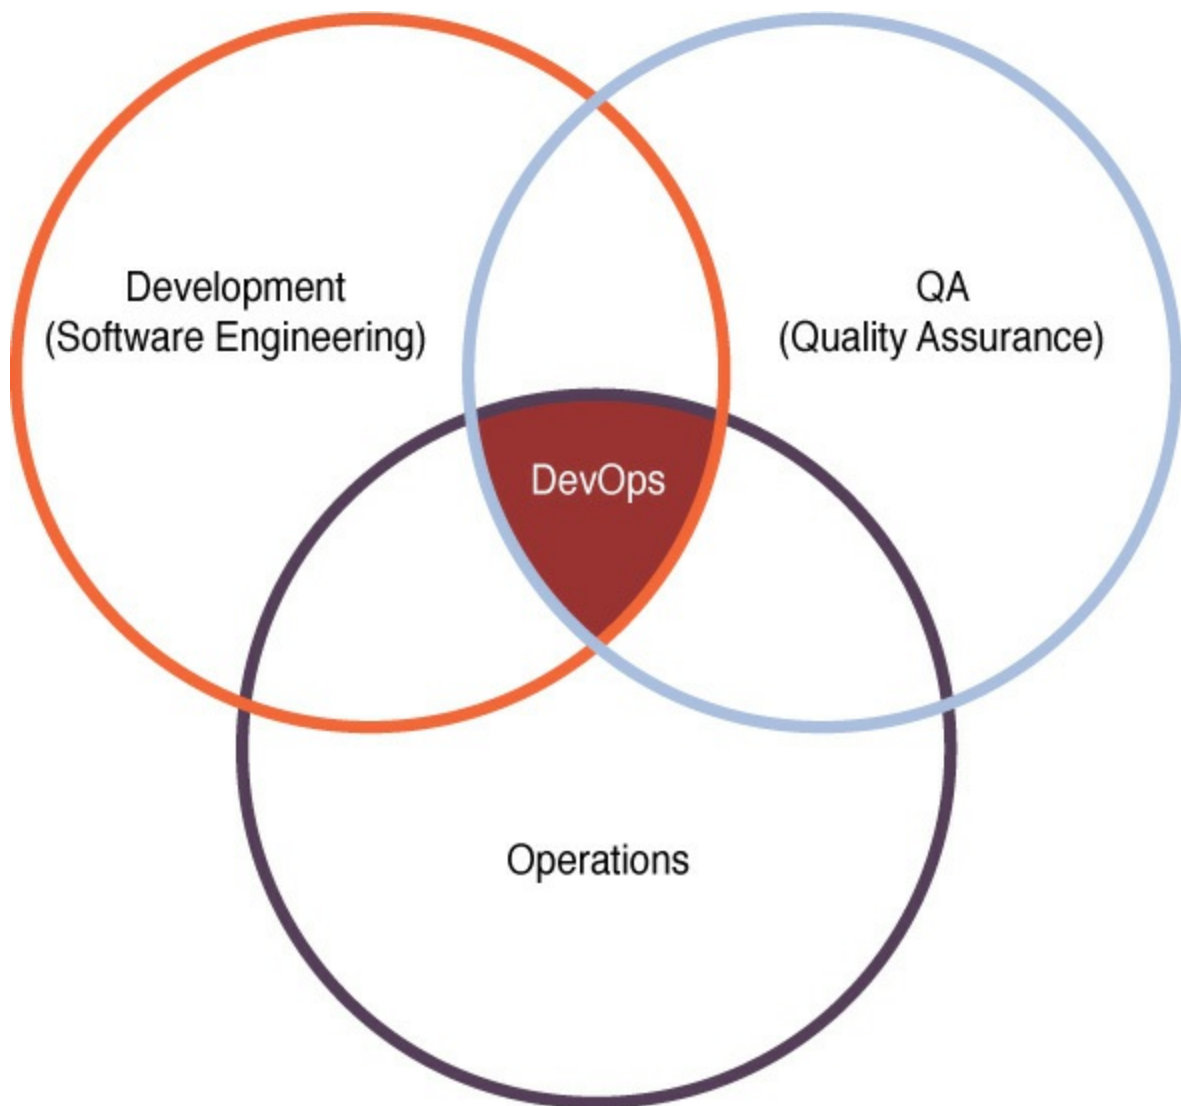 Development
(Software Engineering)
QA
(Quality Assurance)
DevOps
Operations